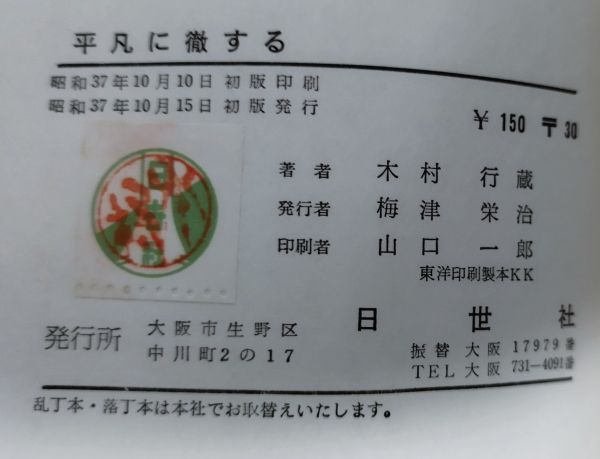 平凡に徹する
昭和37年10月10日 初版印刷
昭和37年10月15日 初版発行
¥150 〒30
著者 木村行蔵
発行者 梅津栄治
印刷者 山口一郎
東洋印刷製本KK
発行所 大阪市生野区
中川町2の17
日世社
振替 大阪 17979番
TEL大阪 731-4091番
乱丁本・落丁本は本社でお取替えいたします。